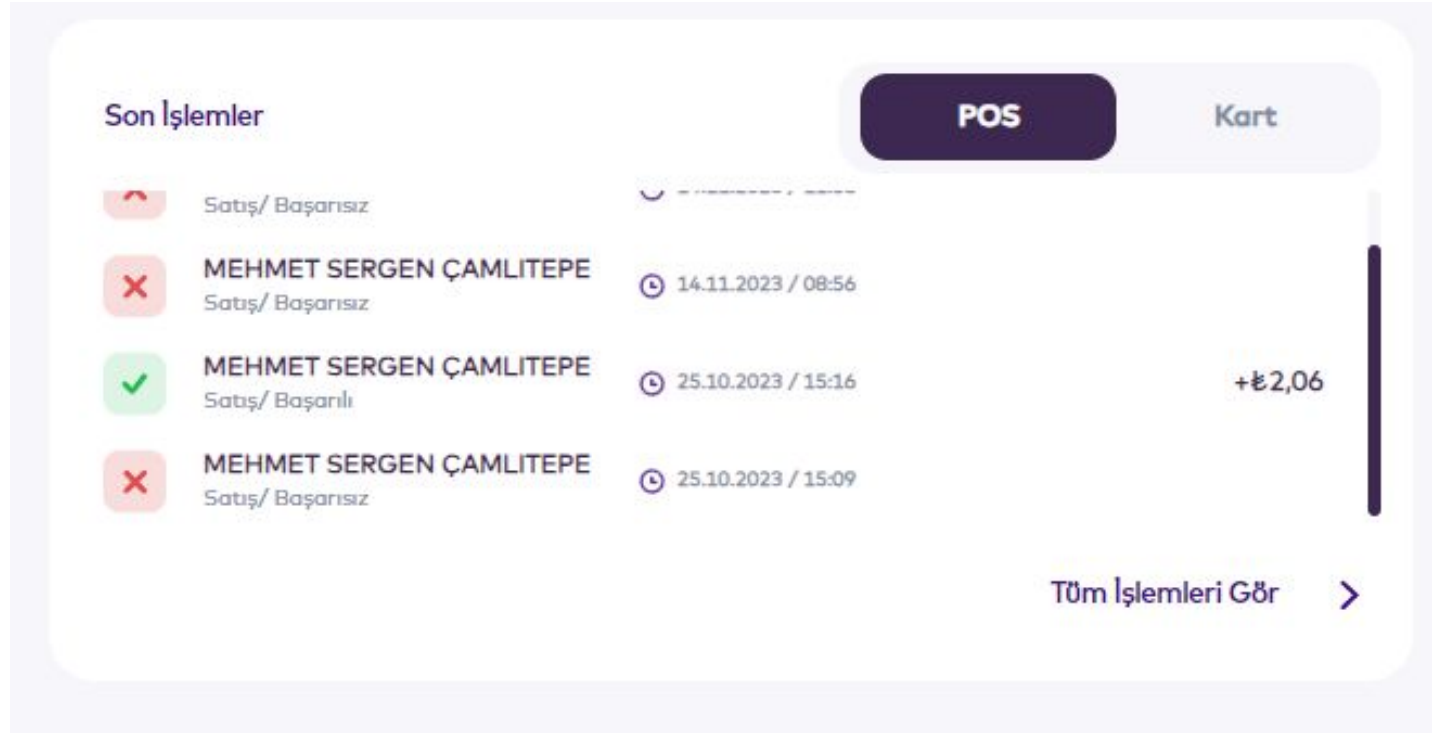 Son İşlemler
POS
Kart
Satış/ Başarısız
MEHMET SERGEN ÇAMLITEPE
14.11.2023 / 08:56
Satış/ Başarısız
MEHMET SERGEN ÇAMLITEPE
25.10.2023 / 15:16
+₺2,06
Satış/ Başarılı
MEHMET SERGEN ÇAMLITEPE
25.10.2023 / 15:09
Satış/ Başarısız
Tüm İşlemleri Gör